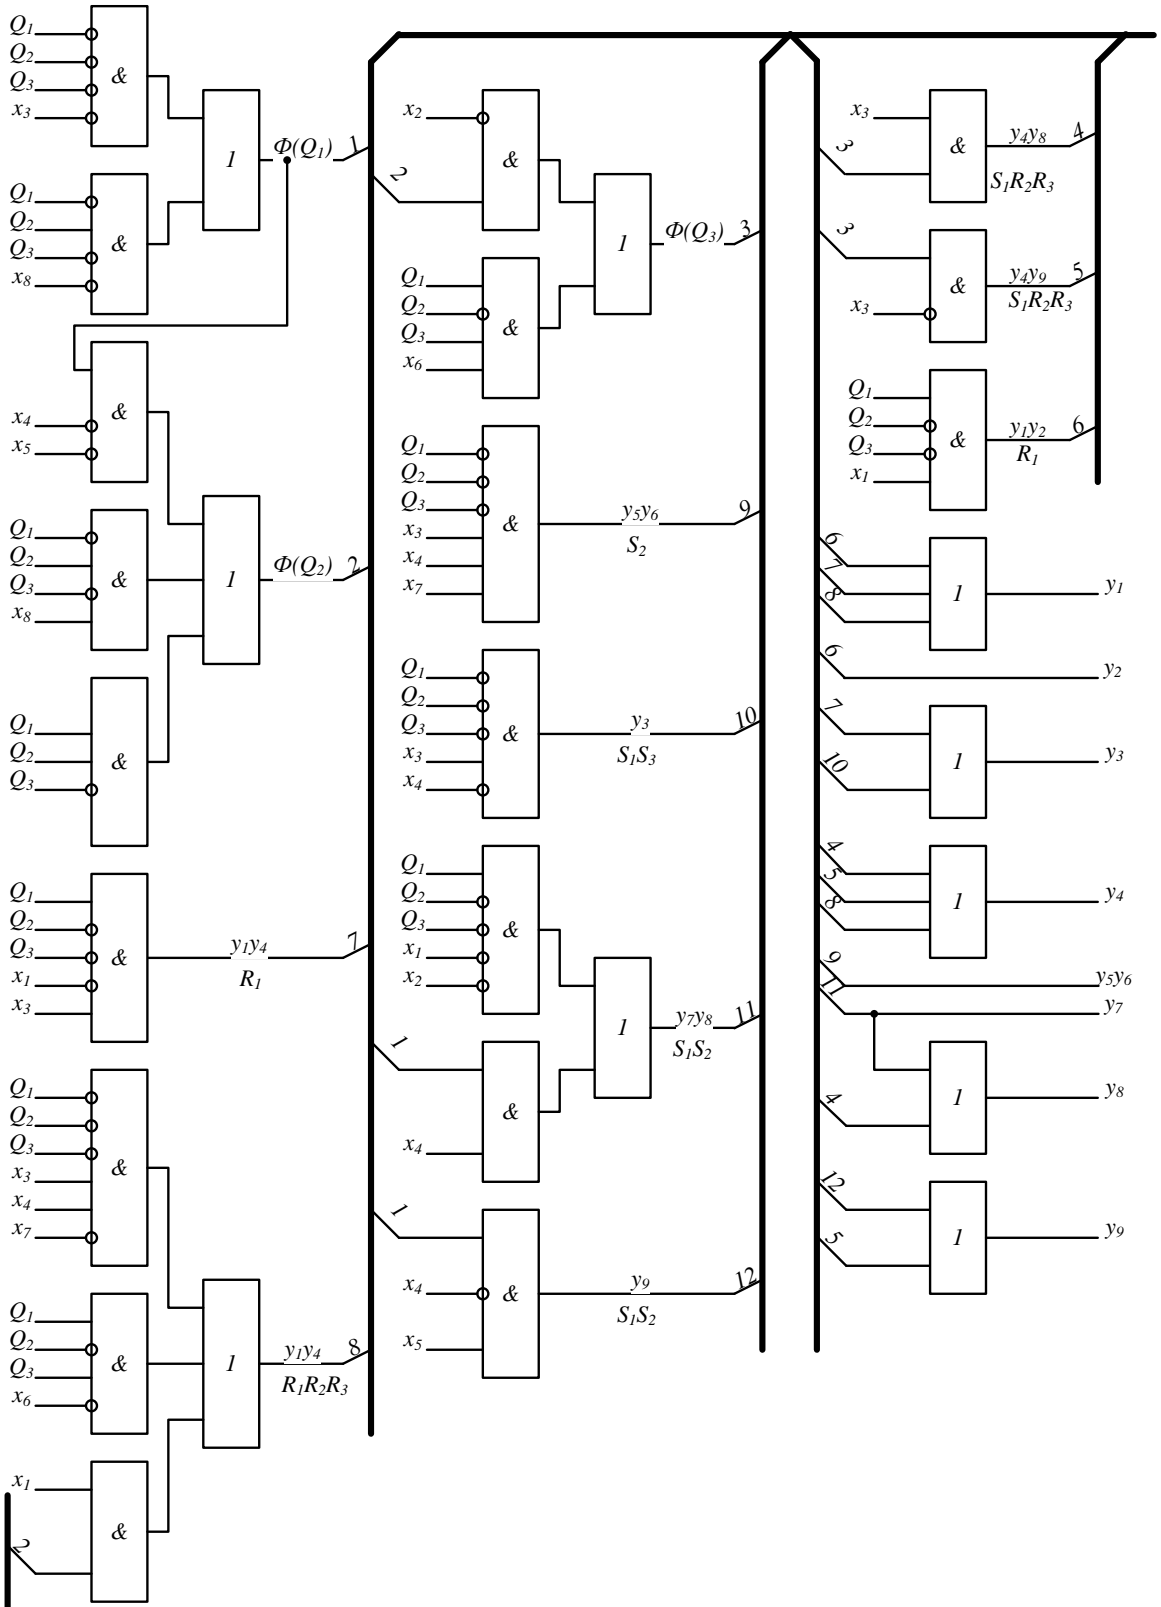 Q1
Q2
Q3
x3
&
Q1
Q2
Q3
x8
&
1
Ф(Q1)
1
x4
x5
&
Q1
Q2
Q3
x8
&
Q1
Q2
Q3
&
1
Ф(Q2)
2
Q1
Q2
Q3
x1
x3
&
y1y4
R1
7
Q1
Q2
Q3
x3
x4
x7
&
Q1
Q2
Q3
x6
&
x1
2
&
1
y1y4
R1R2R3
8
x2
2
&
Q1
Q2
Q3
x6
&
1
Ф(Q3)
3
Q1
Q2
Q3
x3
x4
x7
&
y5y6
S2
9
Q1
Q2
Q3
x3
x4
&
y3
S1S3
10
Q1
Q2
Q3
x1
x2
&
1
x4
&
1
y7y8
S1S2
11
1
x4
x5
&
y9
S1S2
12
x3
3
&
y4y8
S1R2R3
4
3
x3
&
y4y9
S1R2R3
5
Q1
Q2
Q3
x1
&
y1y2
R1
6
6
7
8
1
y1
6
y2
7
10
1
y3
4
5
8
1
y4
9
y5y6
11
y7
4
1
y8
12
5
1
y9